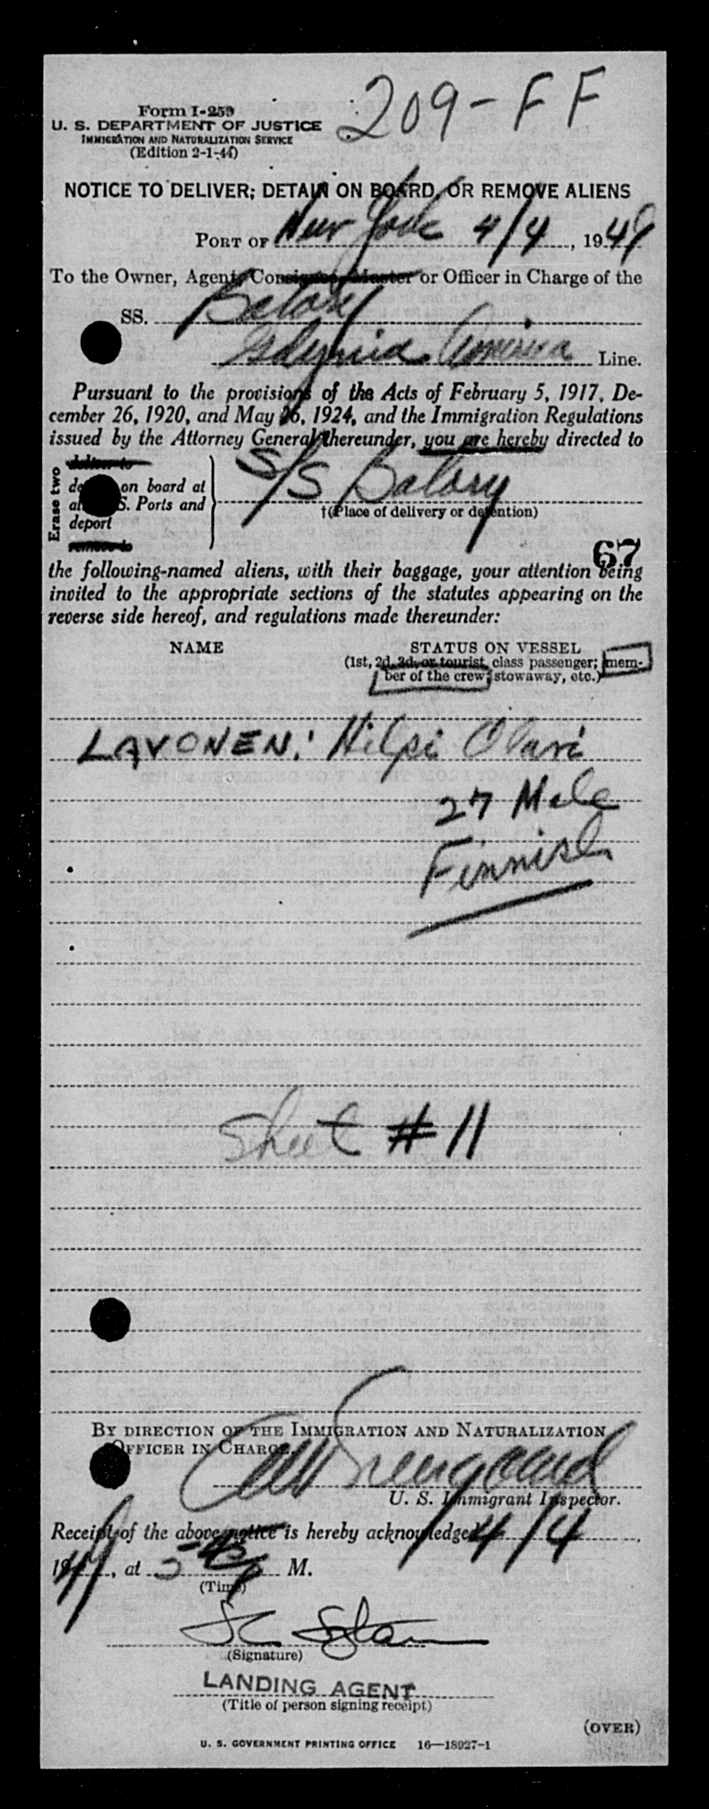 209-FF
Form I-259
U. S. DEPARTMENT OF JUSTICE
IMMIGRATION AND NATURALIZATION SERVICE
(Edition 2-1-44)
NOTICE TO DELIVER; DETAIN ON BOARD, OR REMOVE ALIENS
PORT OF New York 4/4, 1949
To the Owner, Agent, Consignee, Master or Officer in Charge of the
SS. Batory
Gdynia America Line.
Pursuant to the provisions of the Acts of February 5, 1917, De-
cember 26, 1920, and May 26, 1924, and the Immigration Regulations
issued by the Attorney General thereunder, you are hereby directed to
Erase two
deliver to
on board at
S. Ports and
deport
remove to
S/S Batory
†(Place of delivery or detention)
67
the following-named aliens, with their baggage, your attention being
invited to the appropriate sections of the statutes appearing on the
reverse side hereof, and regulations made thereunder:
NAME STATUS ON VESSEL
(1st, 2d, 3d, or tourist class passenger; mem-
ber of the crew; stowaway, etc.)
LAVONEN: Hilpi Olavi
27 Male
Finnish
Sheet #11
BY DIRECTION OF THE IMMIGRATION AND NATURALIZATION
OFFICER IN CHARGE,
U. S. Immigrant Inspector.
Receipt of the above notice is hereby acknowledged 4/4,
1949, at M.
(Time)
(Signature)
LANDING AGENT
(Title of person signing receipt)
(OVER)
U. S. GOVERNMENT PRINTING OFFICE 16—18927-1